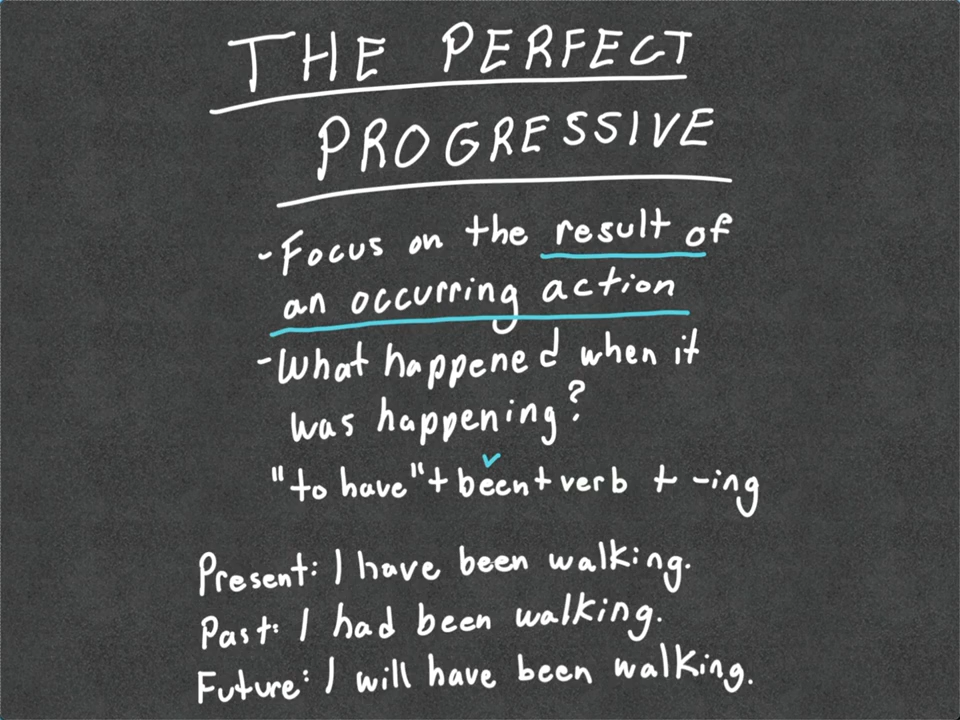 THE PERFECT
PROGRESSIVE
-Focus on the result of
an occurring action
-What happened when it
was happening?
"to have" + been + verb + -ing
Present: I have been walking.
Past: I had been walking.
Future: I will have been walking.